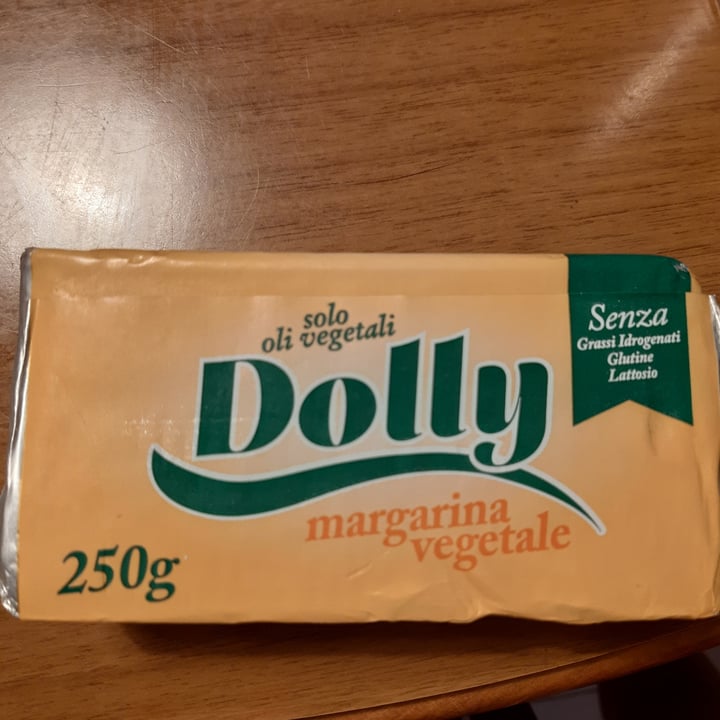 solo
oli vegetali
Dolly
margarina
vegetale
250g
Senza
Grassi Idrogenati
Glutine
Lattosio